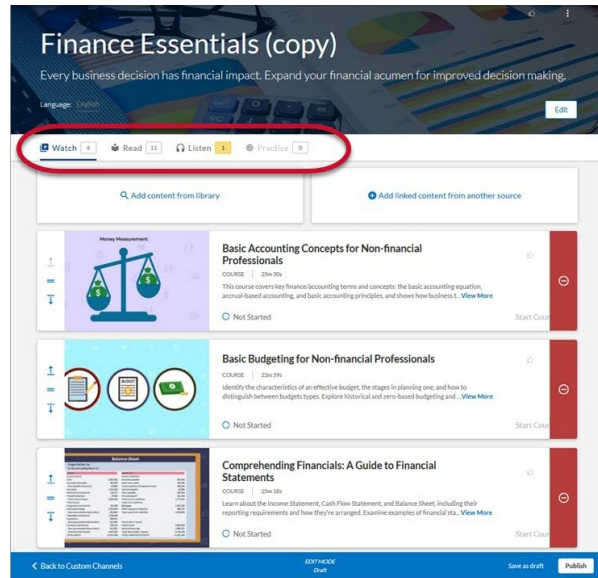 Finance Essentials (copy)
Every business decision has financial impact. Expand your financial acumen for improved decision making.
Language: English
Edit
Watch 6 Read 11 Listen 1 Practice 0
Add content from library
Add linked content from another source
Money Measurement
Basic Accounting Concepts for Non-financial
Professionals
COURSE | 25m 30s
This course covers key finance/accounting terms and concepts: the basic accounting equation,
accrual-based accounting, and basic accounting principles, and shows how business t... View More
Not Started
Start Cour
Basic Budgeting for Non-financial Professionals
COURSE | 23m 59s
Identify the characteristics of an effective budget, the stages in planning one, and how to
distinguish between budgets types. Explore historical and zero-based budgeting and ... View More
BUDGET
Not Started
Start Cour
Balance Sheet
Comprehending Financials: A Guide to Financial
Statements
COURSE | 25m 18s
Learn about the Income Statement, Cash Flow Statement, and Balance Sheet, including their
reporting requirements and how they're arranged. Examine examples of financial sta... View More
Not Started
Start Cour
Back to Custom Channels
EDIT MODE
Draft
Save as draft
Publish